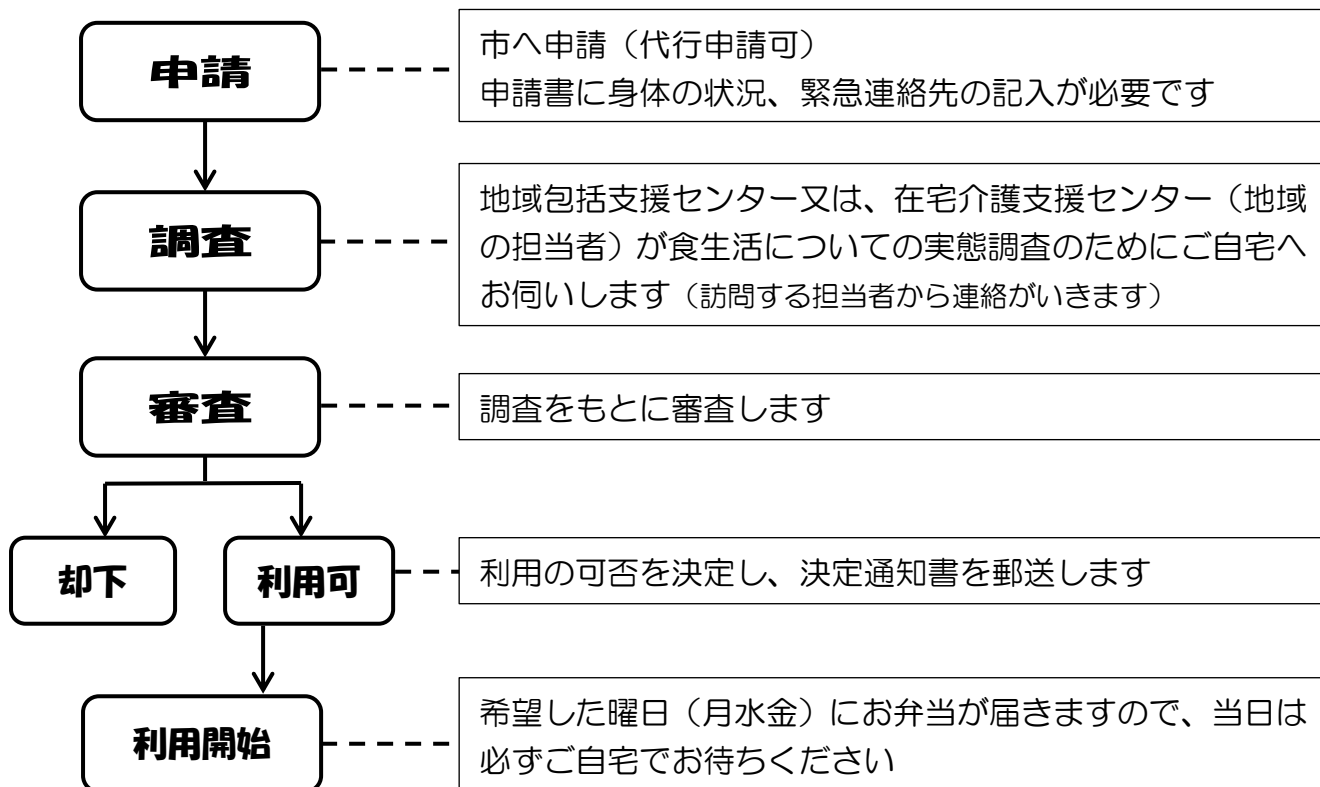 申請
市へ申請（代行申請可）
申請書に身体の状況、緊急連絡先の記入が必要です
調査
地域包括支援センター又は、在宅介護支援センター（地域
の担当者）が食生活についての実態調査のためにご自宅へ
お伺いします（訪問する担当者から連絡がいきます）
審査
調査をもとに審査します
却下
利用可
利用の可否を決定し、決定通知書を郵送します
利用開始
希望した曜日（月水金）にお弁当が届きますので、当日は
必ずご自宅でお待ちください